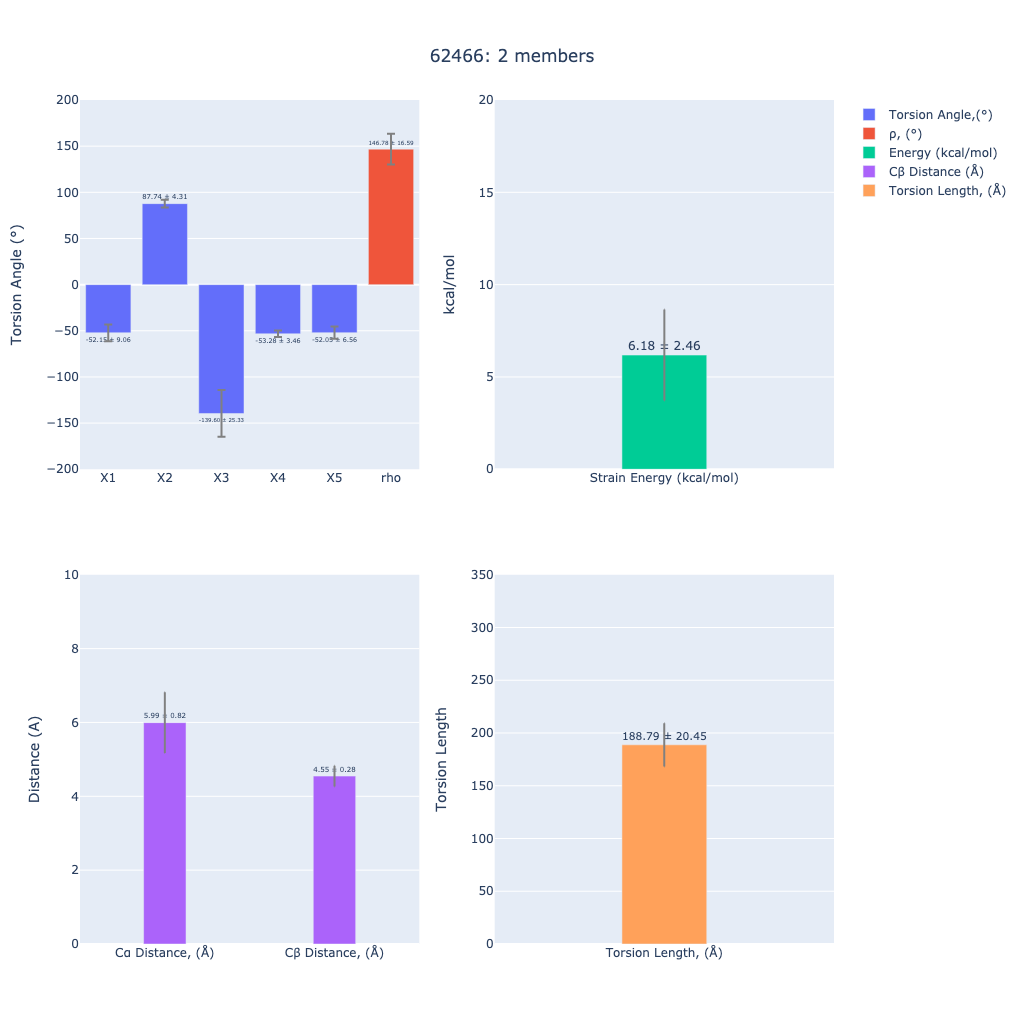 62466: 2 members
Torsion Angle (°)
200
150
100
50
0
−50
−100
−150
−200
87.74 ± 4.31
146.78 ± 16.59
-53.28 ± 3.46
-139.60 ± 25.33
X1 X2 X3 X4 X5 rho
kcal/mol
20
15
10
5
0
6.18 ± 2.46
Strain Energy (kcal/mol)
Torsion Angle,(°)
ρ, (°)
Energy (kcal/mol)
Cβ Distance (Å)
Torsion Length, (Å)
Distance (A)
10
8
6
4
2
0
5.99 ± 0.82
4.55 ± 0.28
Cα Distance, (Å) Cβ Distance, (Å)
Torsion Length
350
300
250
200
150
100
50
0
188.79 ± 20.45
Torsion Length, (Å)